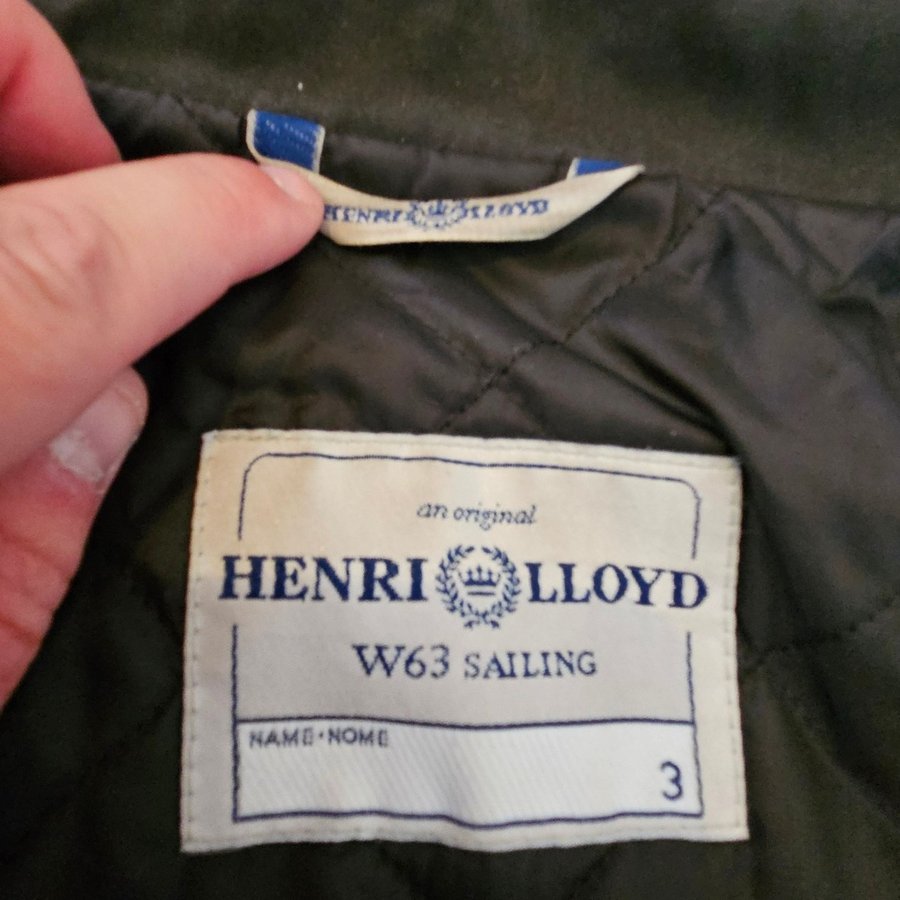 HENRI LLOYD
an original
HENRI LLOYD
W63 SAILING
NAME·NOME
3